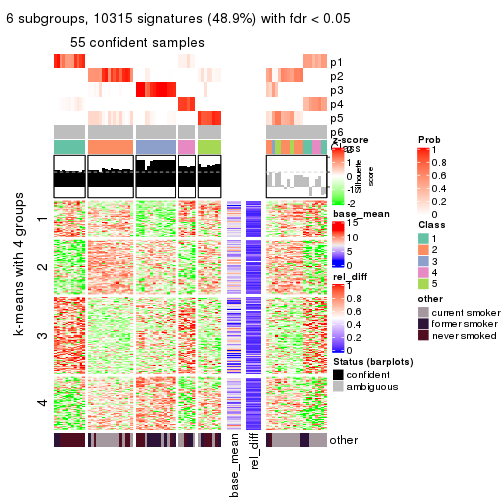 6 subgroups, 10315 signatures (48.9%) with fdr < 0.05
55 confident samples
p1
p2
p3
p4
p5
p6
Class
Silhouette
score
1
2
3
4
k-means with 4 groups
base_mean
rel_diff
other
z-score
2
1
0
-1
-2
base_mean
15
10
5
0
rel_diff
1
0.8
0.6
0.4
0.2
0
Status (barplots)
confident
ambiguous
Prob
1
0.8
0.6
0.4
0.2
0
Class
1
2
3
4
5
other
current smoker
former smoker
never smoked